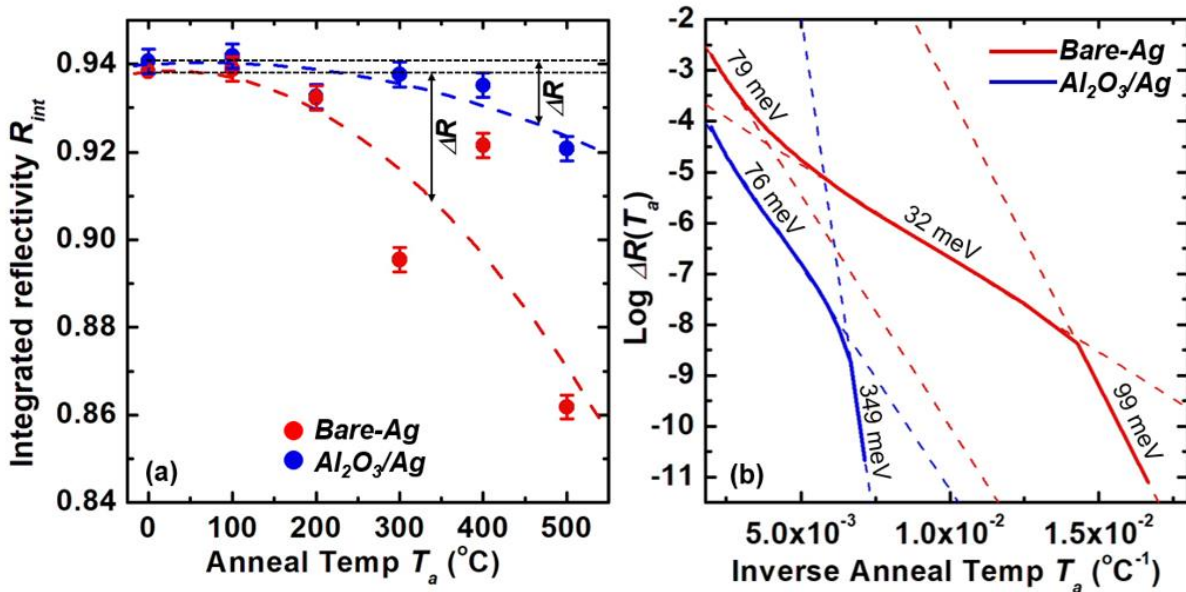 Integrated reflectivity R_int
0.94
0.92
0.90
0.88
0.86
0.84
ΔR
ΔR
Bare-Ag
Al₂O₃/Ag
(a)
0 100 200 300 400 500
Anneal Temp T_a (°C)
Log ΔR(T_a)
-2
-3
-4
-5
-6
-7
-8
-9
-10
-11
Bare-Ag
Al₂O₃/Ag
79 meV
76 meV
32 meV
349 meV
99 meV
(b)
5.0x10⁻³ 1.0x10⁻² 1.5x10⁻²
Inverse Anneal Temp T_a (°C⁻¹)